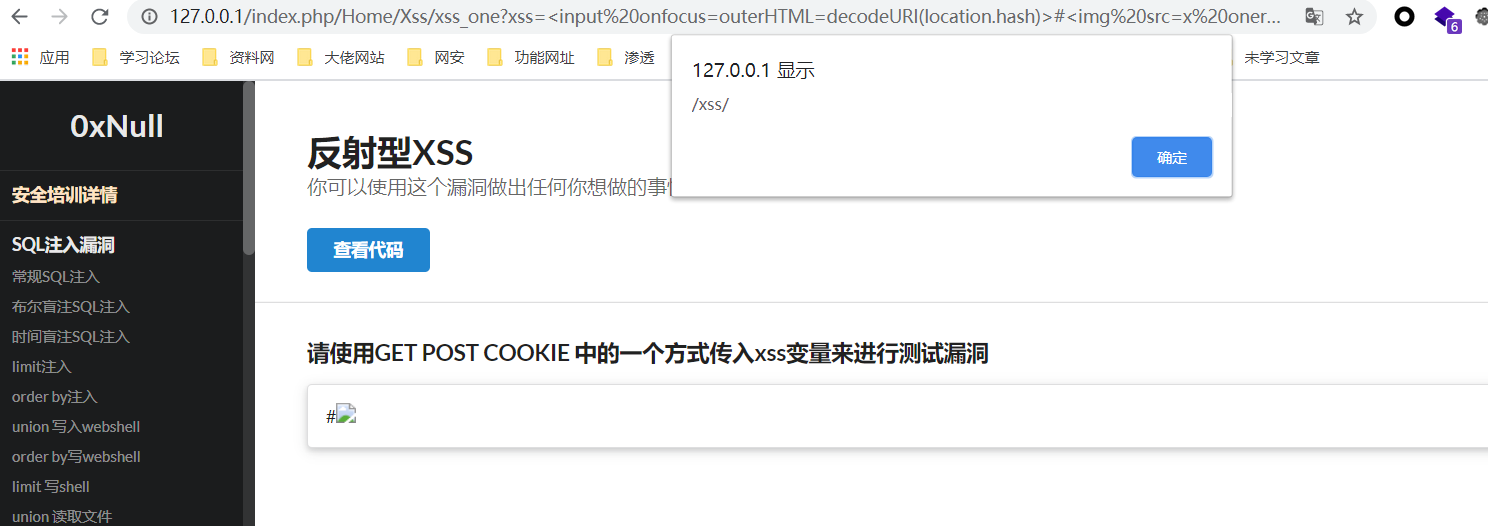 127.0.0.1/index.php/Home/Xss/xss_one?xss=<input%20onfocus=outerHTML=decodeURI(location.hash)>#<img%20src=x%20oner...
6
应用 学习论坛 资料网 大佬网站 网安 功能网址 渗透 未学习文章
127.0.0.1 显示
/xss/
确定
0xNull
安全培训详情
SQL注入漏洞
常规SQL注入
布尔盲注SQL注入
时间盲注SQL注入
limit注入
order by注入
union 写入webshell
order by写webshell
limit 写shell
union 读取文件
反射型XSS
你可以使用这个漏洞做出任何你想做的事
查看代码
请使用GET POST COOKIE 中的一个方式传入xss变量来进行测试漏洞
#